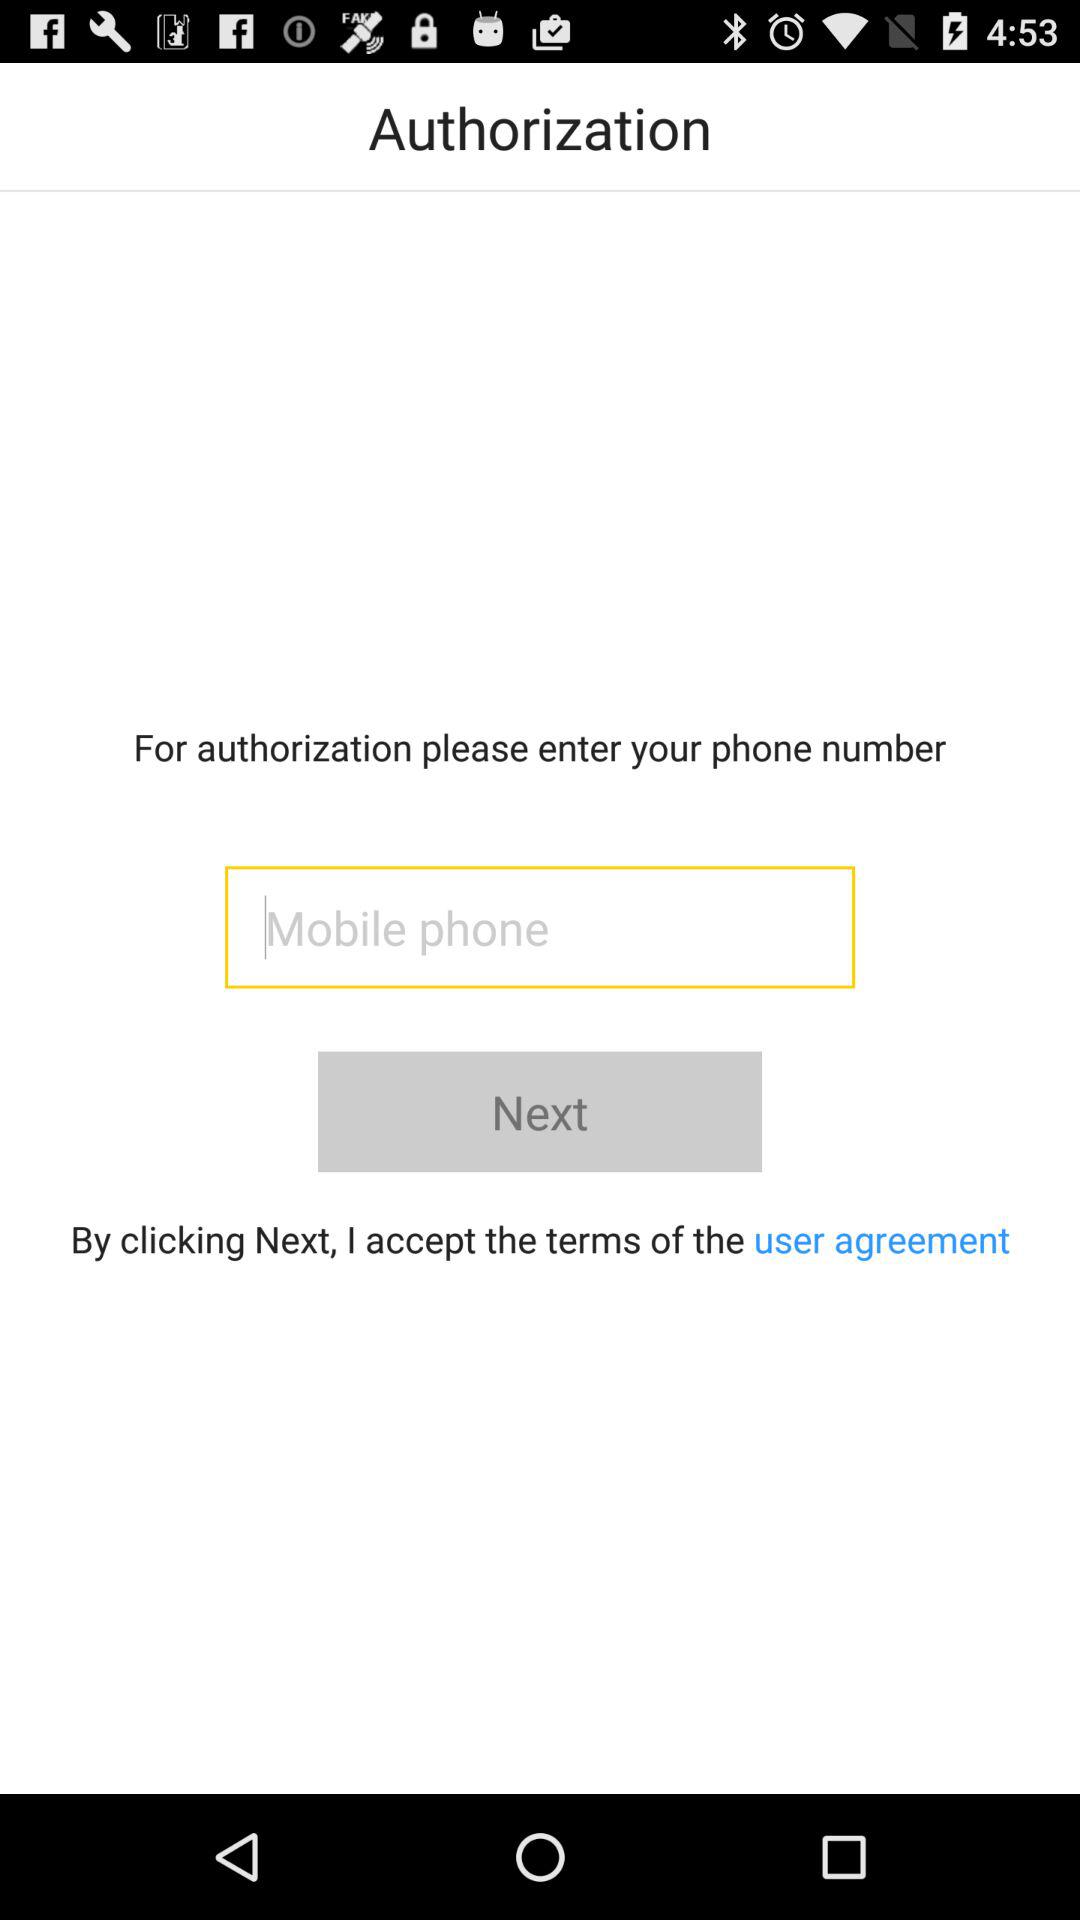 FAKE
4:53
Authorization
For authorization please enter your phone number
Mobile phone
Next
By clicking Next, I accept the terms of the user agreement